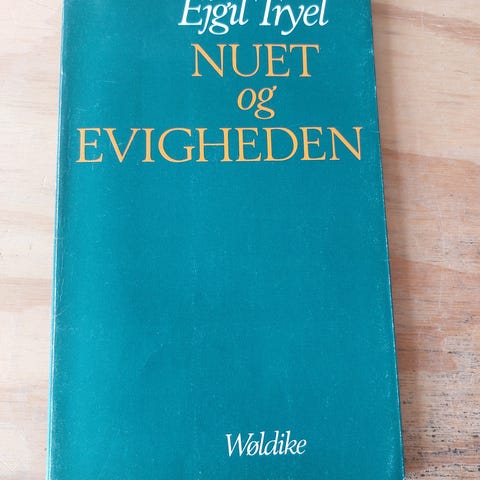 Ejgil Tryel
NUET
og
EVIGHEDEN
Wøldike